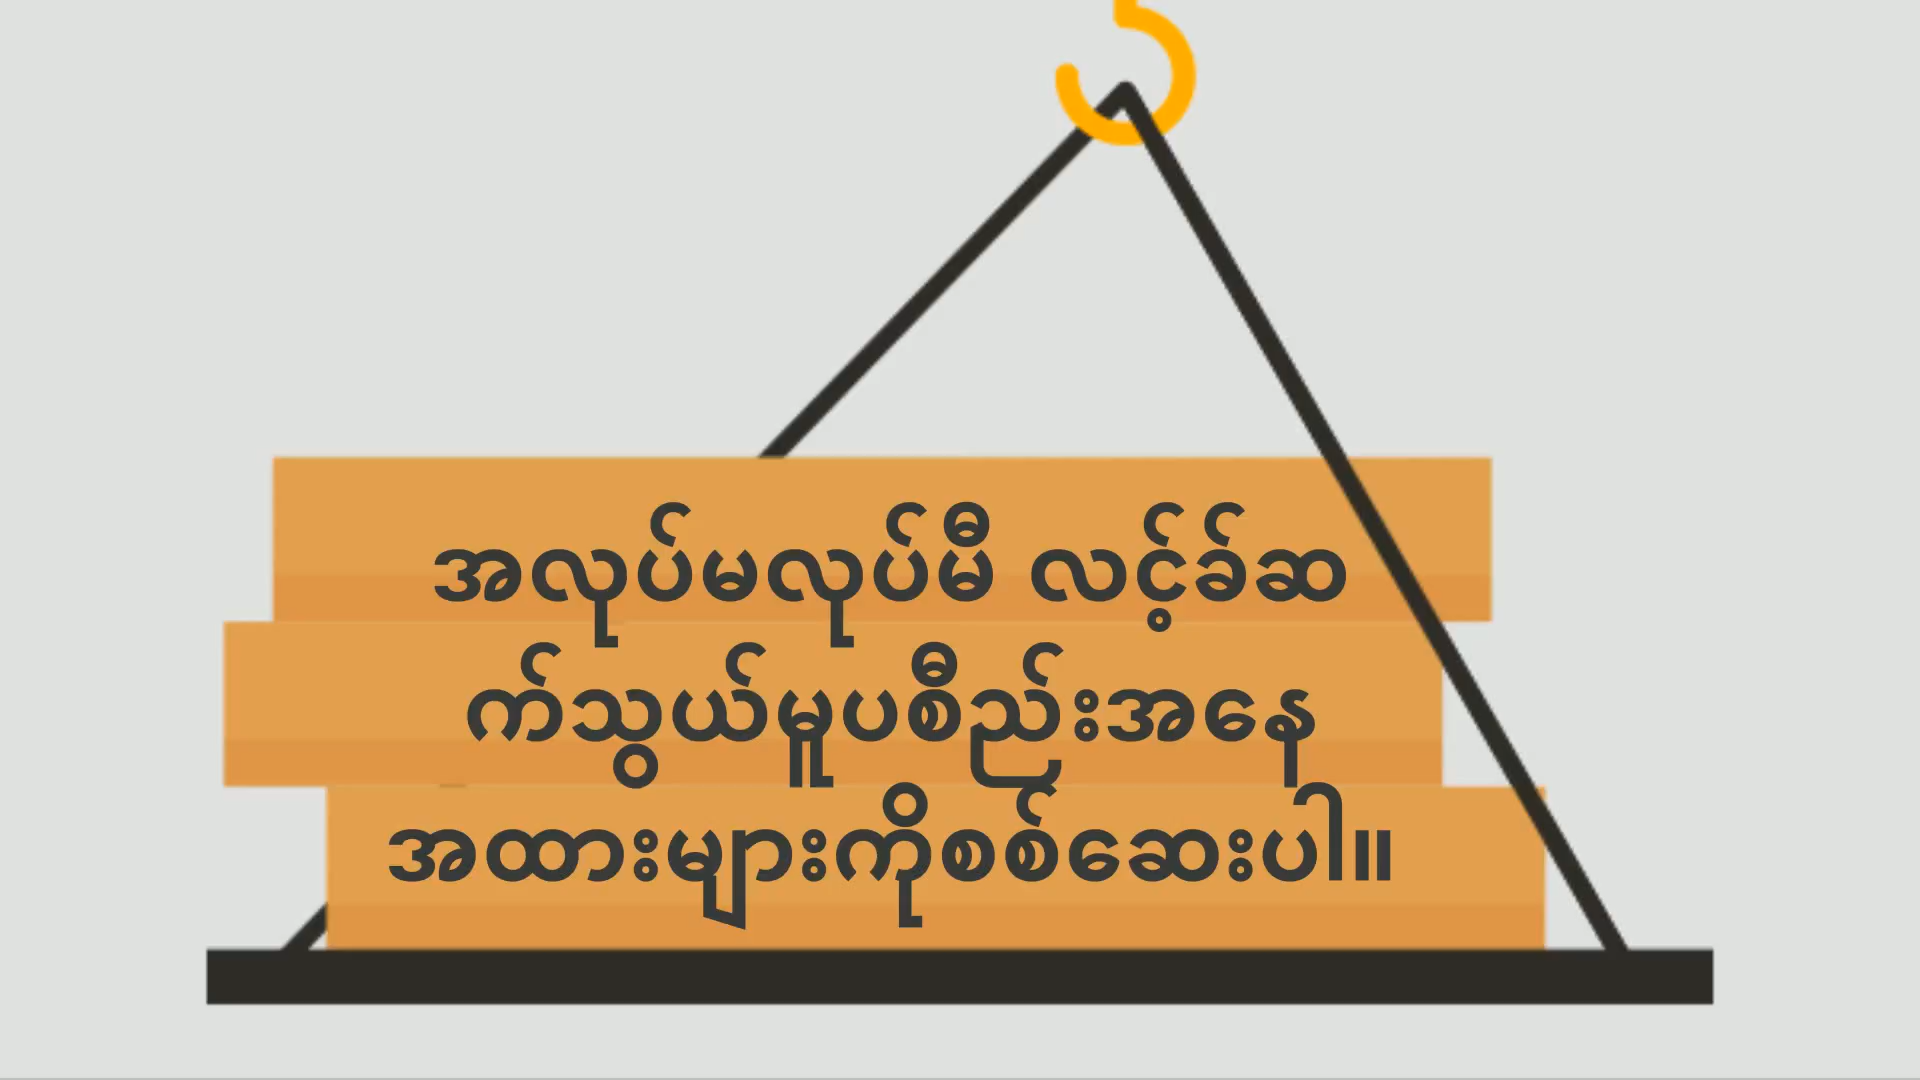 အလုပ်မလုပ်မီ လင့်ခ်ဆ
က်သွယ်မှုပစီည်းအနေ
အထားများကိုစစ်ဆေးပါ။